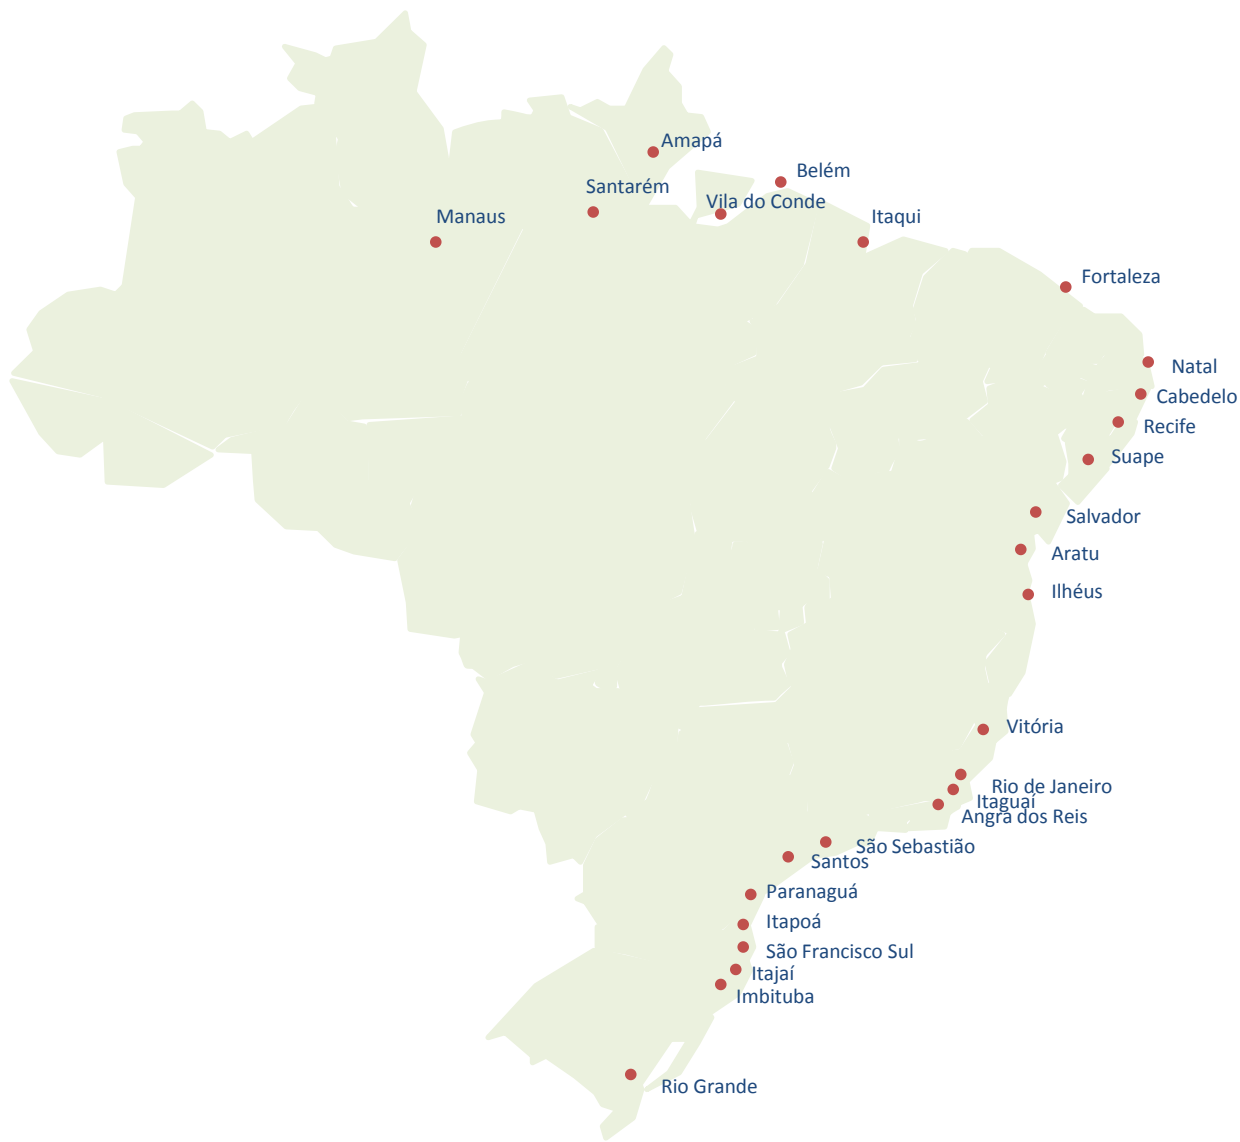 Amapá
Belém
Santarém
Vila do Conde
Manaus
Itaqui
Fortaleza
Natal
Cabedelo
Recife
Suape
Salvador
Aratu
Ilhéus
Vitória
Rio de Janeiro
Itaguaí
Angra dos Reis
São Sebastião
Santos
Paranaguá
Itapoá
São Francisco Sul
Itajaí
Imbituba
Rio Grande